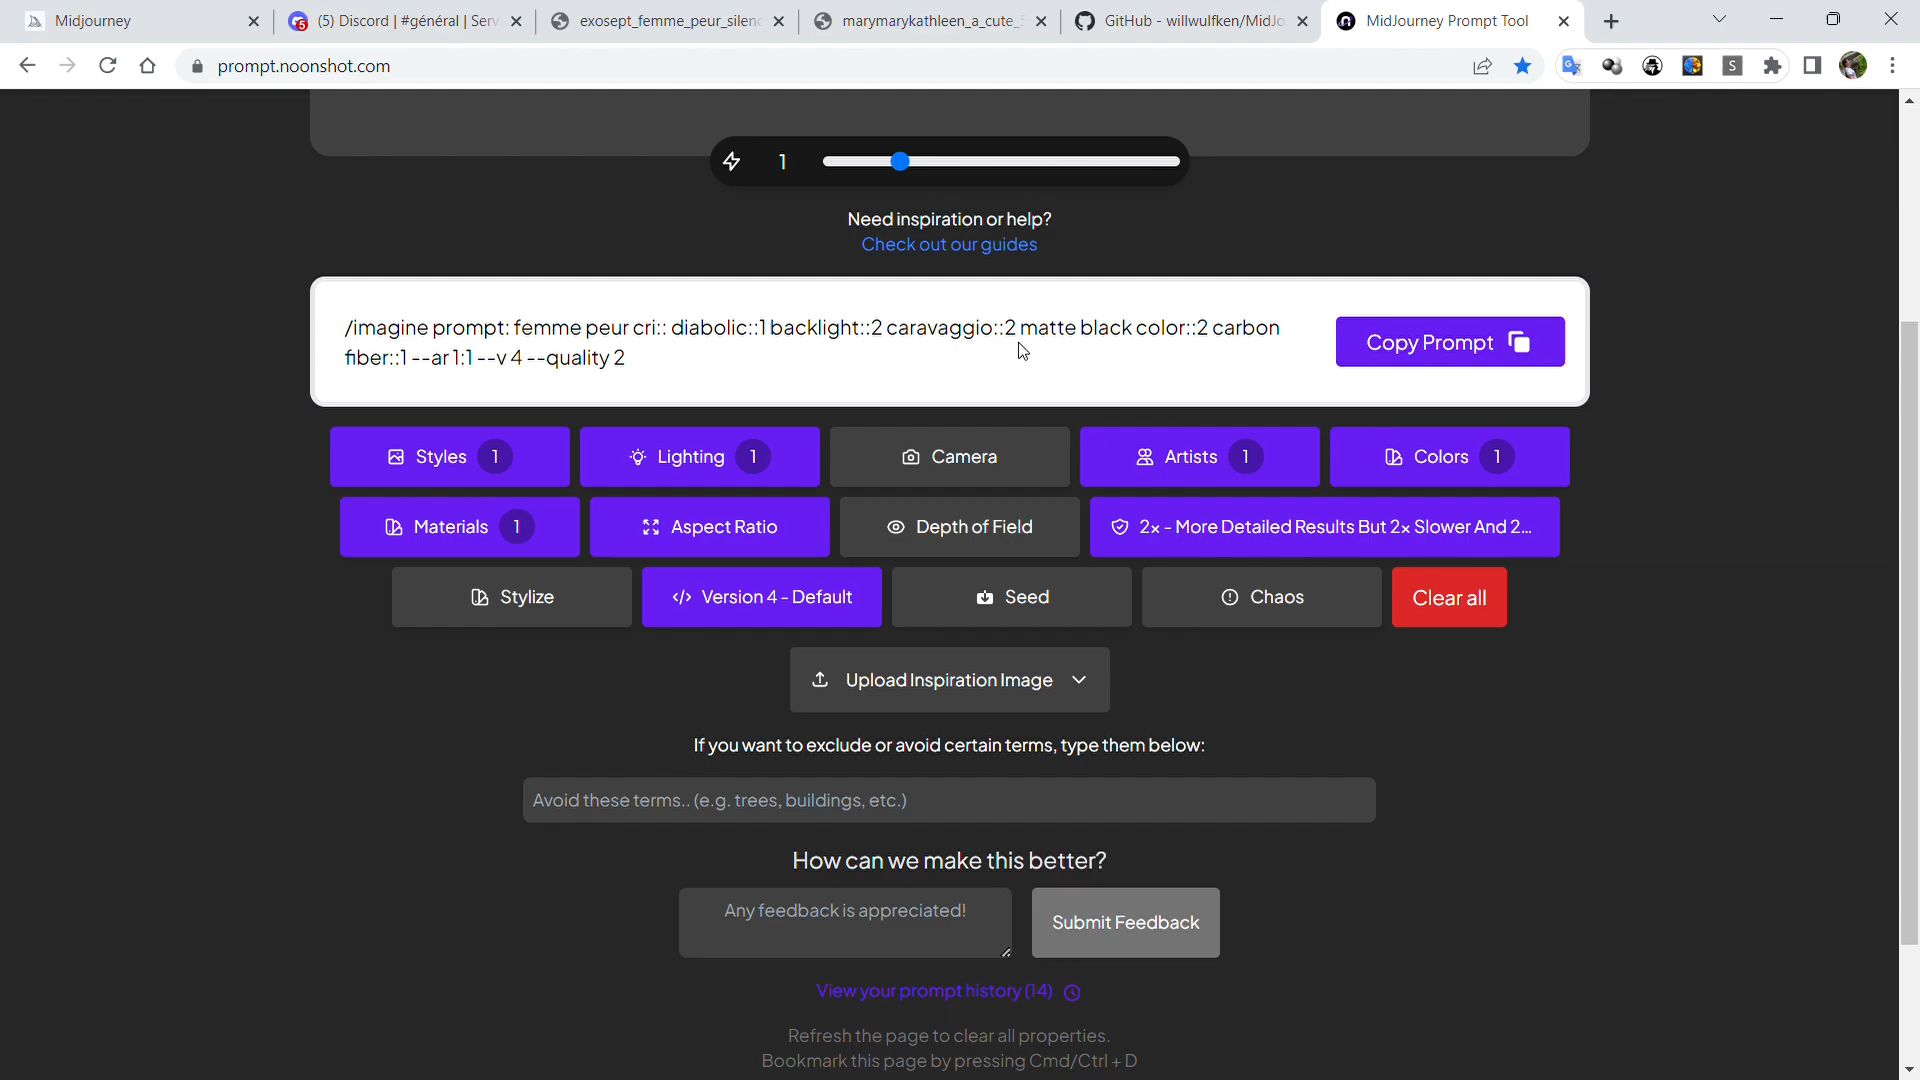 Midjourney
(5) Discord | #général | Serv
exosept_femme_peur_silenc
marymarykathleen_a_cute_
GitHub - willwulfken/MidJo
MidJourney Prompt Tool
prompt.noonshot.com
S
1
Need inspiration or help?
Check out our guides
/imagine prompt: femme peur cri:: diabolic::1 backlight::2 caravaggio::2 matte black color::2 carbon
fiber::1 --ar 1:1 --v 4 --quality 2
Copy Prompt
Styles 1
Lighting 1
Camera
Artists 1
Colors 1
Materials 1
Aspect Ratio
Depth of Field
2x - More Detailed Results But 2x Slower And 2...
Stylize
Version 4 - Default
Seed
Chaos
Clear all
Upload Inspiration Image
If you want to exclude or avoid certain terms, type them below:
Avoid these terms.. (e.g. trees, buildings, etc.)
How can we make this better?
Any feedback is appreciated!
Submit Feedback
View your prompt history (14)
Refresh the page to clear all properties.
Bookmark this page by pressing Cmd/Ctrl + D